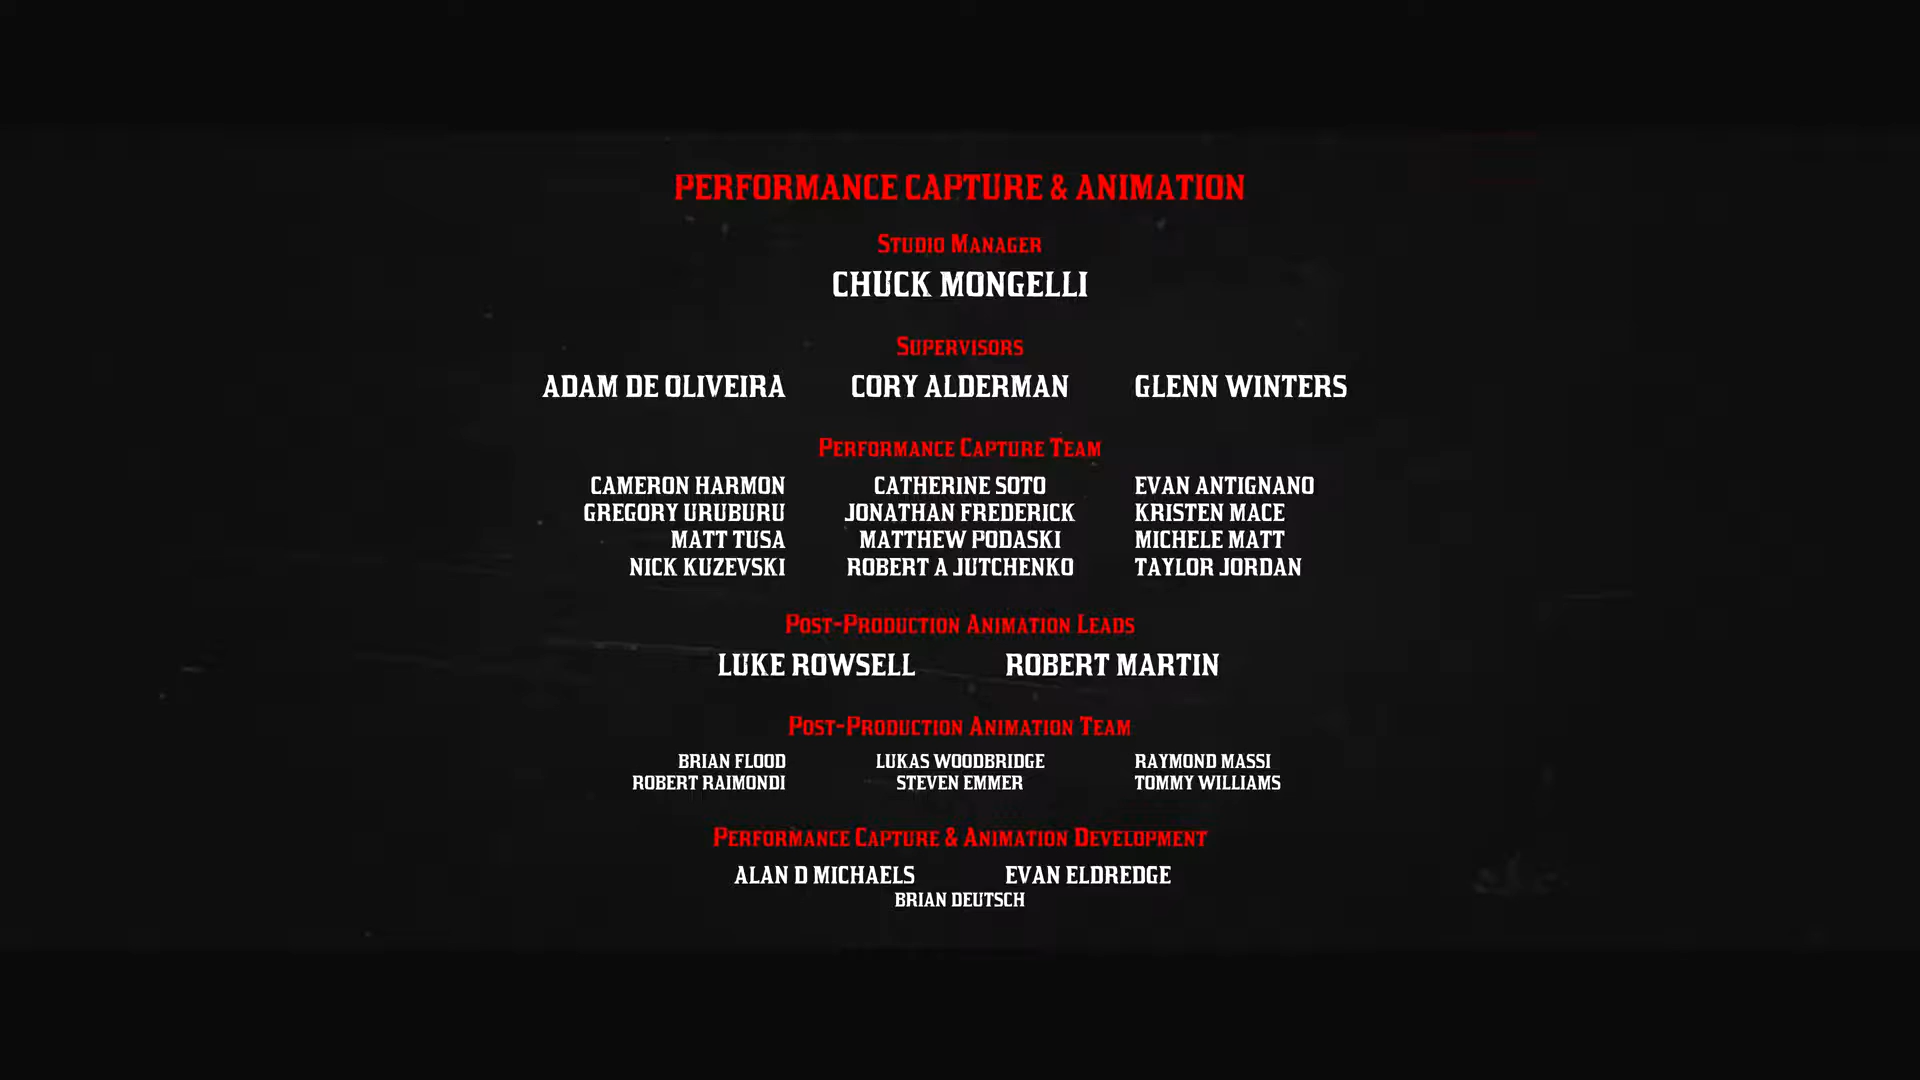 PERFORMANCE CAPTURE & ANIMATION
STUDIO MANAGER
CHUCK MONGELLI
SUPERVISORS
ADAM DE OLIVEIRA CORY ALDERMAN GLENN WINTERS
PERFORMANCE CAPTURE TEAM
CAMERON HARMON CATHERINE SOTO EVAN ANTIGNANO
GREGORY URUBURU JONATHAN FREDERICK KRISTEN MACE
MATT TUSA MATTHEW PODASKI MICHELE MATT
NICK KUZEVSKI ROBERT A JUTCHENKO TAYLOR JORDAN
POST-PRODUCTION ANIMATION LEADS
LUKE ROWSELL ROBERT MARTIN
POST-PRODUCTION ANIMATION TEAM
BRIAN FLOOD LUKAS WOODBRIDGE RAYMOND MASSI
ROBERT RAIMONDI STEVEN EMMER TOMMY WILLIAMS
PERFORMANCE CAPTURE & ANIMATION DEVELOPMENT
ALAN D MICHAELS EVAN ELDREDGE
BRIAN DEUTSCH